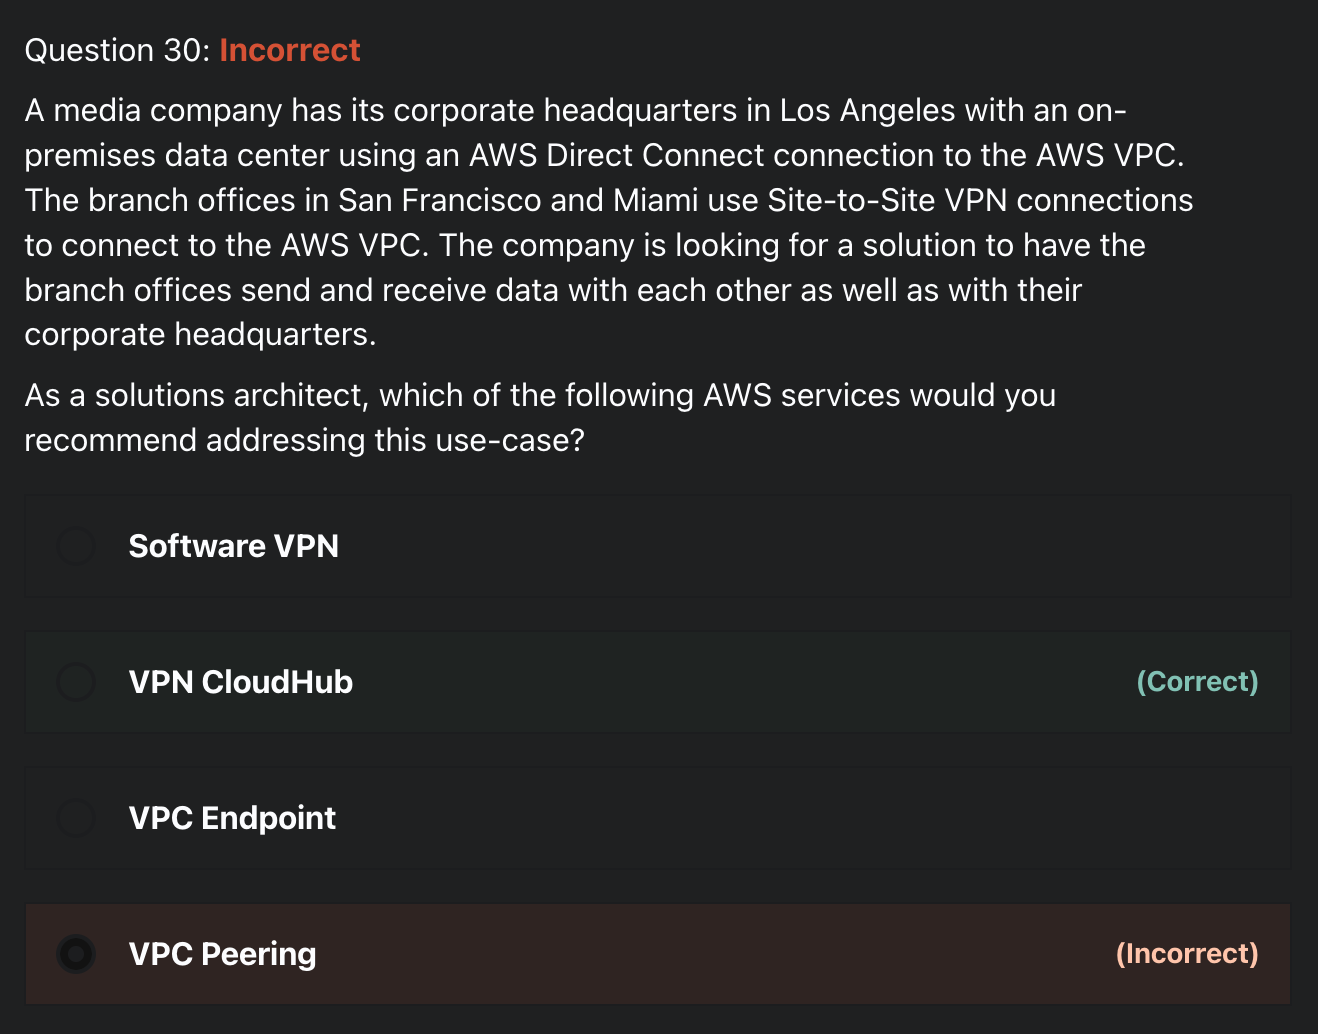 Question 30: Incorrect
A media company has its corporate headquarters in Los Angeles with an on-
premises data center using an AWS Direct Connect connection to the AWS VPC.
The branch offices in San Francisco and Miami use Site-to-Site VPN connections
to connect to the AWS VPC. The company is looking for a solution to have the
branch offices send and receive data with each other as well as with their
corporate headquarters.
As a solutions architect, which of the following AWS services would you
recommend addressing this use-case?
Software VPN
VPN CloudHub (Correct)
VPC Endpoint
VPC Peering (Incorrect)